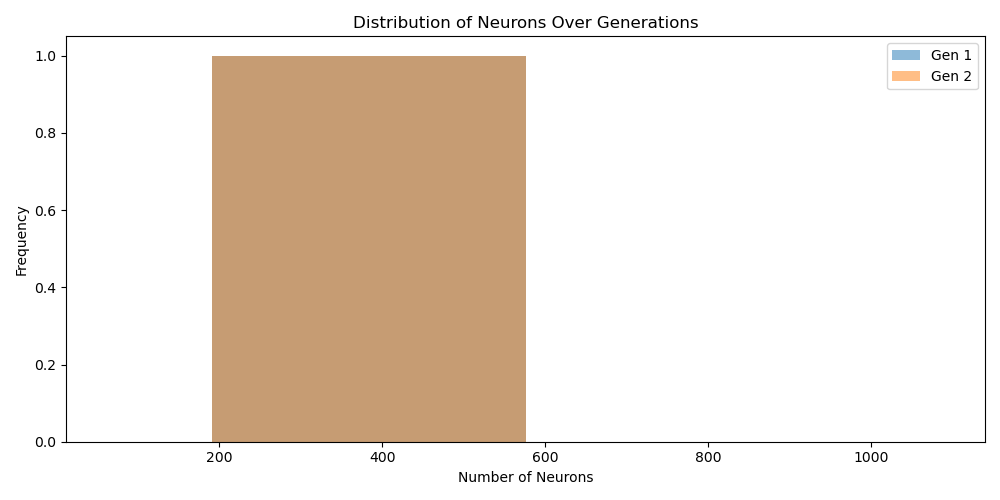 Distribution of Neurons Over Generations
Gen 1
Gen 2
1.0
0.8
0.6
0.4
0.2
0.0
Frequency
200
400
600
800
1000
Number of Neurons